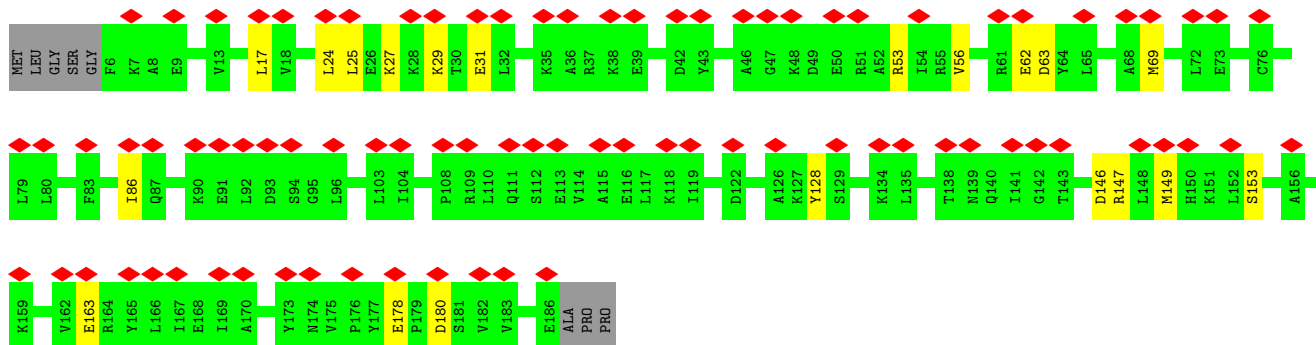 MET LEU GLY SER GLY F6 K7 A8 E9 V13 L17 V18 L24 L25 E26 K27 K28 K29 T30 E31 L32 K35 A36 R37 K38 E39 D42 Y43 A46 G47 K48 D49 E50 R51 A52 R53 I54 R55 V56 R61 E62 D63 Y64 L65 A68 M69 L72 E73 C76
L79 L80 F83 I86 Q87 K90 E91 L92 D93 S94 G95 L96 L103 I104 P108 R109 L110 Q111 S112 E113 V114 A115 E116 L117 K118 I119 D122 A126 K127 Y128 S129 K134 L135 T138 N139 Q140 I141 G142 T143 D146 R147 L148 M149 H150 K151 L152 S153 A156
K159 V162 E163 R164 Y165 L166 I167 E168 I169 A170 Y173 N174 V175 P176 Y177 E178 P179 D180 S181 V182 V183 E186 ALA PRO PRO